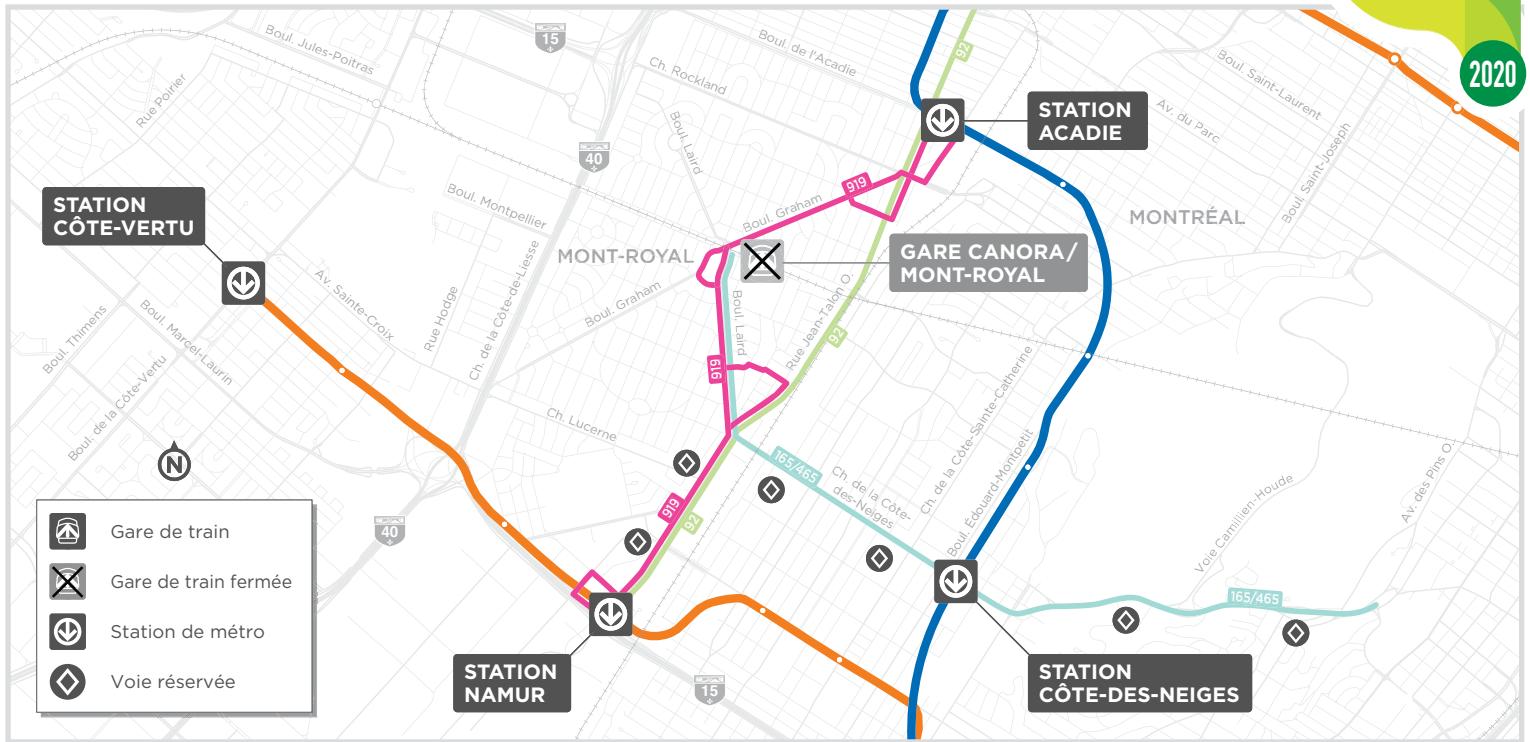 2020
15
Boul. Jules-Poitras
Rue Poirier
Boul. de l'Acadie
Ch. Rockland
92
Boul. Saint-Laurent
Av. du Parc
Boul. Saint-Joseph
STATION
ACADIE
40
Boul. Laird
919
Boul. Graham
MONTRÉAL
STATION
CÔTE-VERTU
Boul. Montpellier
Ch. de la Côte-de-Liesse
MONT-ROYAL
GARE CANORA/
MONT-ROYAL
Av. Sainte-Croix
Rue Hodge
Boul. Graham
Boul. Laird
Rue Jean-Talon O.
92
Boul. Thimens
Boul. Marcel-Laurin
Boul. de la Côte-Vertu
919
Ch. Lucerne
165/465
Ch. de la Côte-
des-Neiges
Ch. de la Côte-Sainte-Catherine
Boul. Édouard-Montpetit
Voie Camilien-Houde
Av. des Pins O.
N
919
92
40
165/465
Gare de train
Gare de train fermée
Station de métro
Voie réservée
STATION
NAMUR
15
STATION
CÔTE-DES-NEIGES